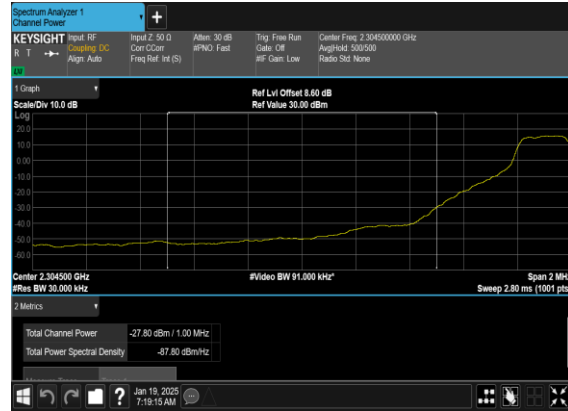 Spectrum Analyzer 1
Channel Power
+
KEYSIGHT Input: RF Input Z: 50 Ω Atten: 30 dB Trig: Free Run Center Freq: 2.304500000 GHz
R T Coupling: DC Corr CCorr #PNO: Fast Gate: Off Avg|Hold: 500/500
Align: Auto Freq Ref: Int (S) #IF Gain: Low Radio Std: None
1 Graph
Ref Lvl Offset 8.60 dB
Scale/Div 10.0 dB Ref Value 30.00 dBm
Log
20.0
10.0
0.00
-10.0
-20.0
-30.0
-40.0
-50.0
-60.0
Center 2.304500 GHz #Video BW 91.000 kHz* Span 2 MHz
#Res BW 30.000 kHz Sweep 2.80 ms (1001 pts
2 Metrics
Total Channel Power -27.80 dBm / 1.00 MHz
Total Power Spectral Density -87.80 dBm/Hz
? Jan 19, 2025
7:19:15 AM